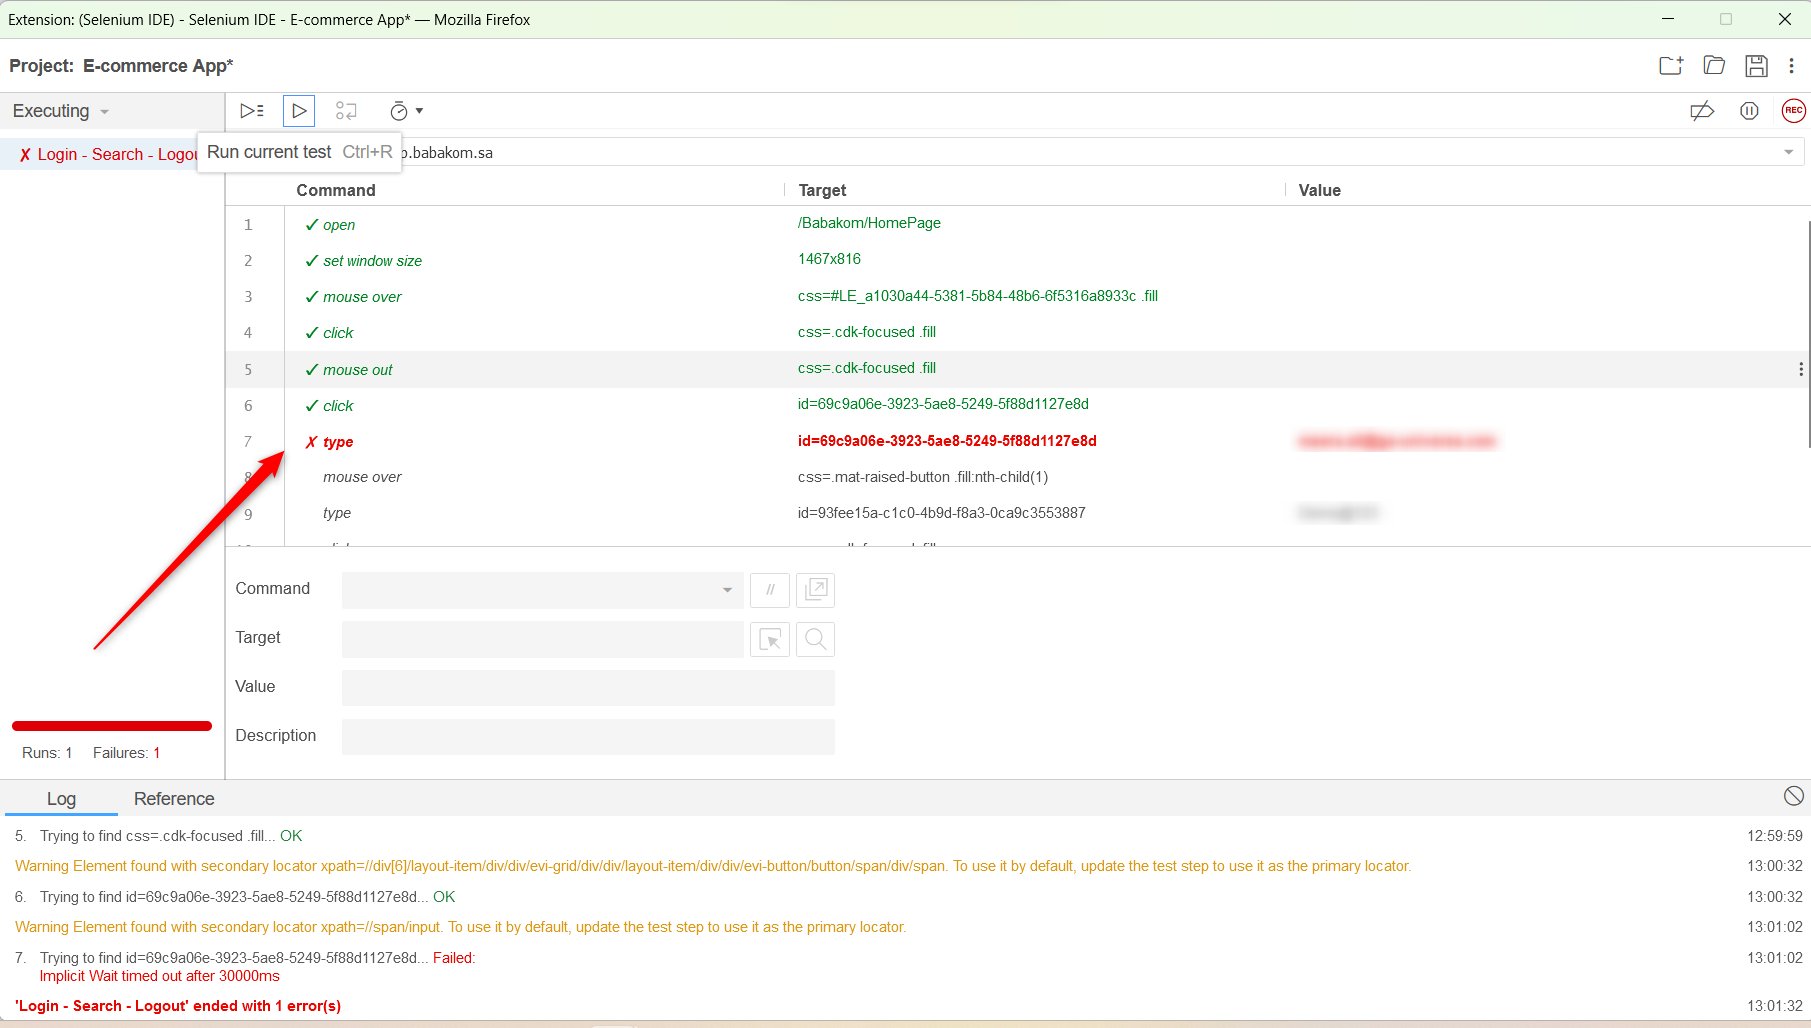 Extension: (Selenium IDE) - Selenium IDE - E-commerce App* — Mozilla Firefox
Project: E-commerce App*
Executing
REC
✗ Login - Search - Logou
Run current test Ctrl+R
.babakom.sa
Command Target Value
1 ✓ open /Babakom/HomePage
2 ✓ set window size 1467x816
3 ✓ mouse over css=#LE_a1030a44-5381-5b84-48b6-6f5316a8933c .fill
4 ✓ click css=.cdk-focused .fill
5 ✓ mouse out css=.cdk-focused .fill
6 ✓ click id=69c9a06e-3923-5ae8-5249-5f88d1127e8d
7 ✗ type id=69c9a06e-3923-5ae8-5249-5f88d1127e8d
8 mouse over css=.mat-raised-button .fill:nth-child(1)
9 type id=93fee15a-c1c0-4b9d-f8a3-0ca9c3553887
Command //
Target
Value
Description
Runs: 1 Failures: 1
Log Reference
5. Trying to find css=.cdk-focused .fill... OK 12:59:59
Warning Element found with secondary locator xpath=//div[6]/layout-item/div/div/evi-grid/div/div/layout-item/div/div/evi-button/button/span/div/span. To use it by default, update the test step to use it as the primary locator. 13:00:32
6. Trying to find id=69c9a06e-3923-5ae8-5249-5f88d1127e8d... OK 13:00:32
Warning Element found with secondary locator xpath=//span/input. To use it by default, update the test step to use it as the primary locator. 13:01:02
7. Trying to find id=69c9a06e-3923-5ae8-5249-5f88d1127e8d... Failed: 13:01:02
Implicit Wait timed out after 30000ms
'Login - Search - Logout' ended with 1 error(s) 13:01:32